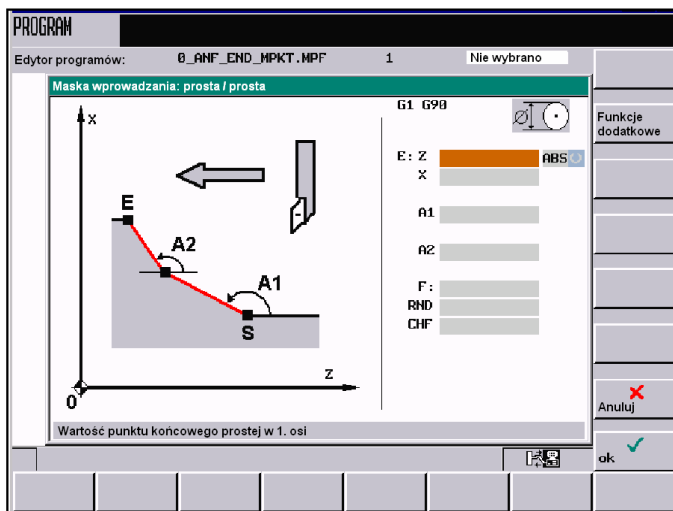 PROGRAM
Edytor programów: 0_ANF_END_MPKT.MPF 1 Nie wybrano
Maska wprowadzania: prosta / prosta
G1 G90
Funkcje
dodatkowe
X
E: Z ABS
X
E
A1
A2
A2
A1
F:
RND
CHF
S
Z
0
Anuluj
Wartość punktu końcowego prostej w 1. osi
ok